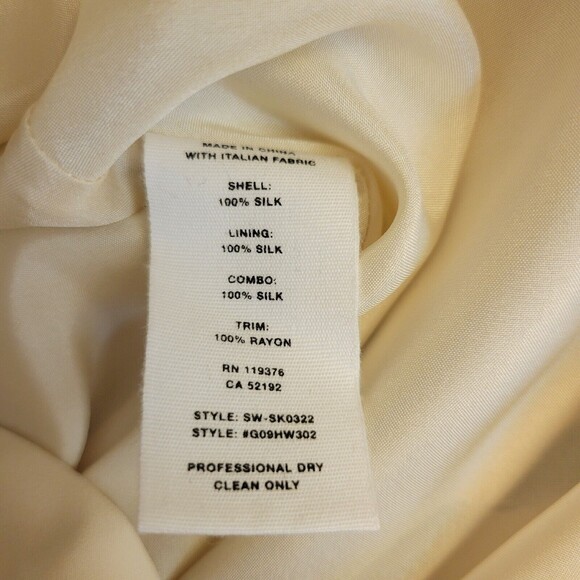 MADE IN CHINA
WITH ITALIAN FABRIC
SHELL:
100% SILK
LINING:
100% SILK
COMBO:
100% SILK
TRIM:
100% RAYON
RN 119376
CA 52192
STYLE: SW-SK0322
STYLE: #G09HW302
PROFESSIONAL DRY
CLEAN ONLY